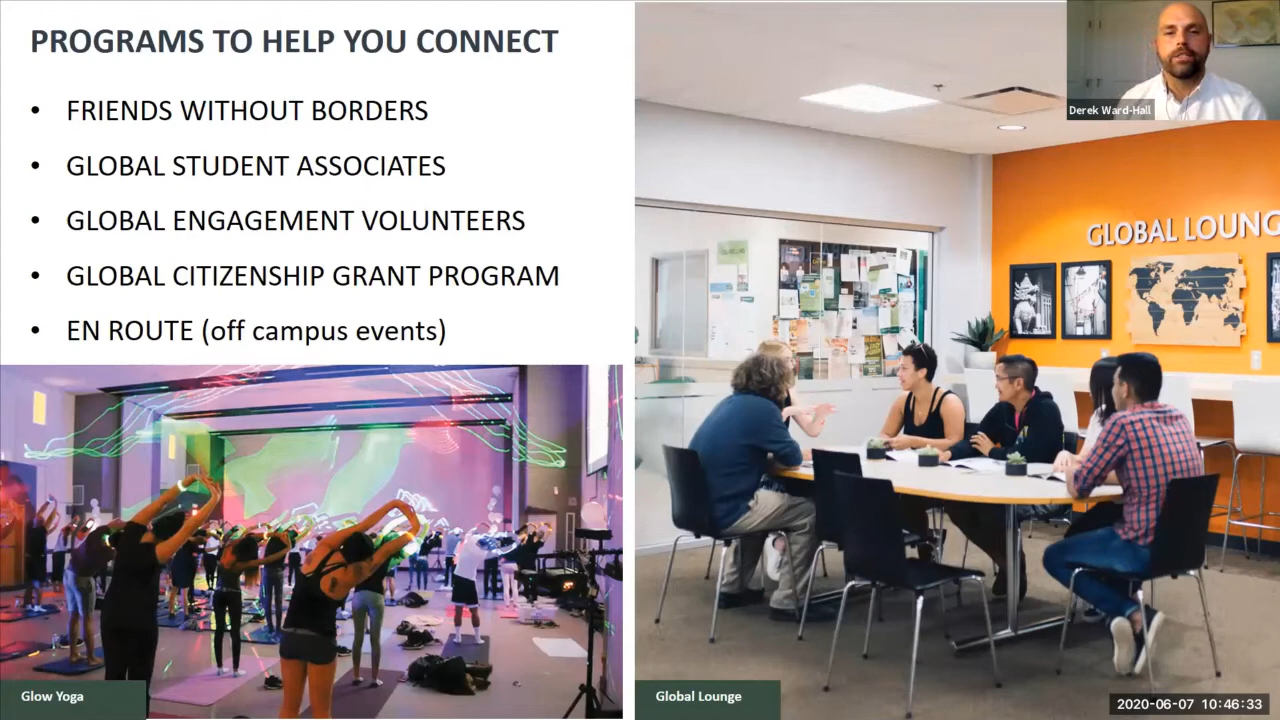 PROGRAMS TO HELP YOU CONNECT
• FRIENDS WITHOUT BORDERS
• GLOBAL STUDENT ASSOCIATES
• GLOBAL ENGAGEMENT VOLUNTEERS
• GLOBAL CITIZENSHIP GRANT PROGRAM
• EN ROUTE (off campus events)
Glow Yoga
Derek Ward-Hall
GLOBAL LOUNG
Global Lounge
2020-06-07 10:46:33